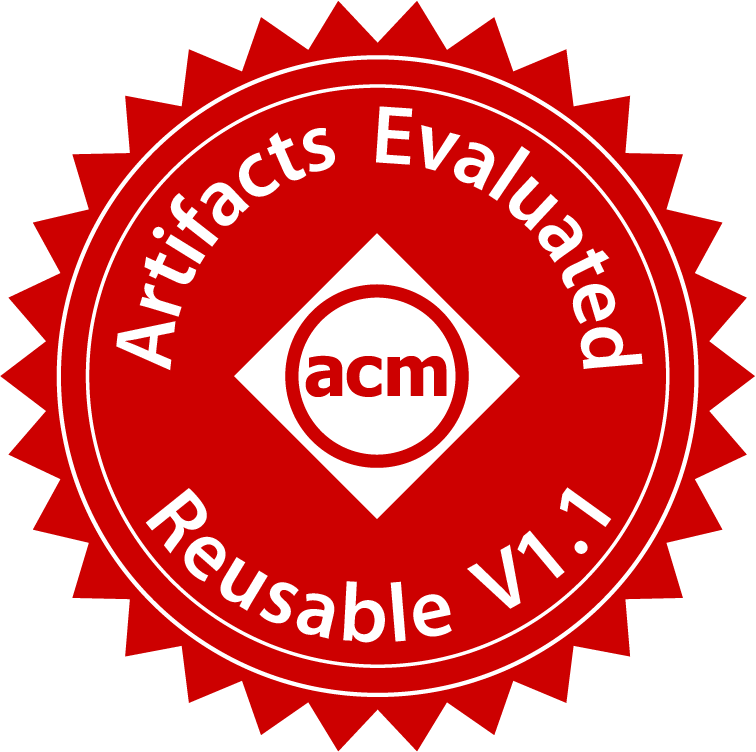 Artifacts Evaluated
acm
Reusable V1.1